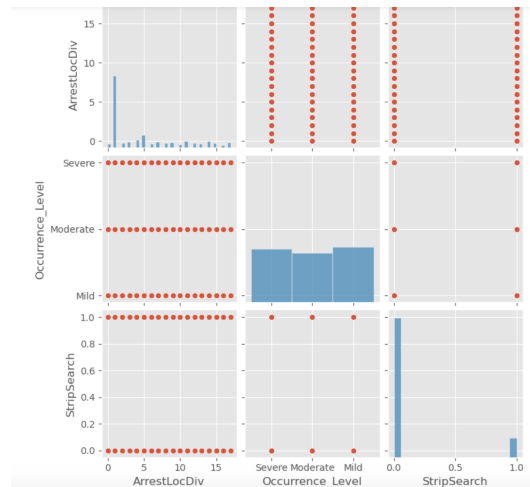 15
10
5
0
ArrestLocDiv
Severe
Moderate
Mild
Occurrence_Level
1.0
0.8
0.6
0.4
0.2
0.0
StripSearch
0 5 10 15
ArrestLocDiv
Severe Moderate Mild
Occurrence_Level
0.0 0.5 1.0
StripSearch